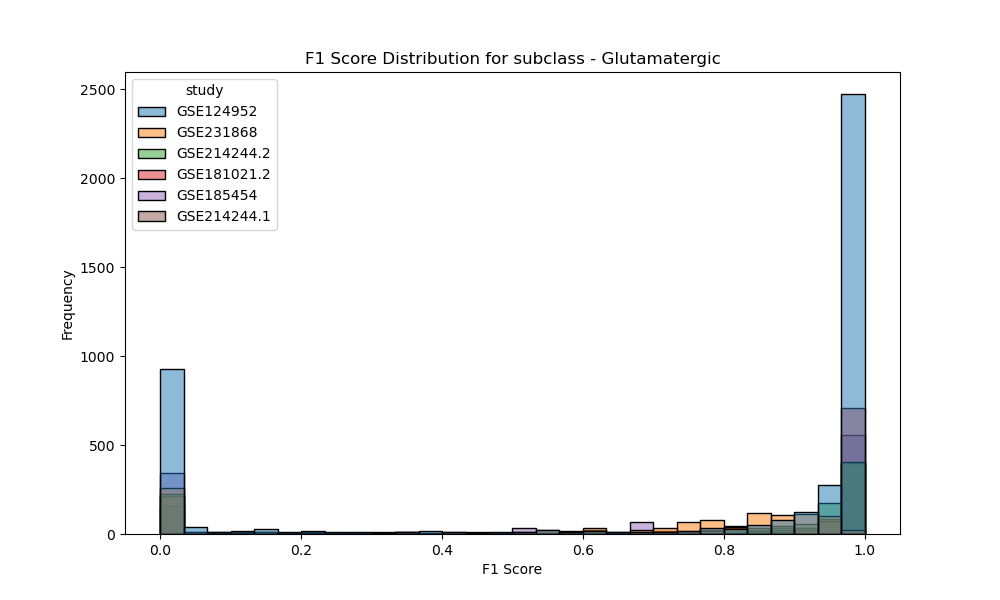 F1 Score Distribution for subclass - Glutamatergic
study
GSE124952
GSE231868
GSE214244.2
GSE181021.2
GSE185454
GSE214244.1
Frequency
2500
2000
1500
1000
500
0
0.0 0.2 0.4 0.6 0.8 1.0
F1 Score